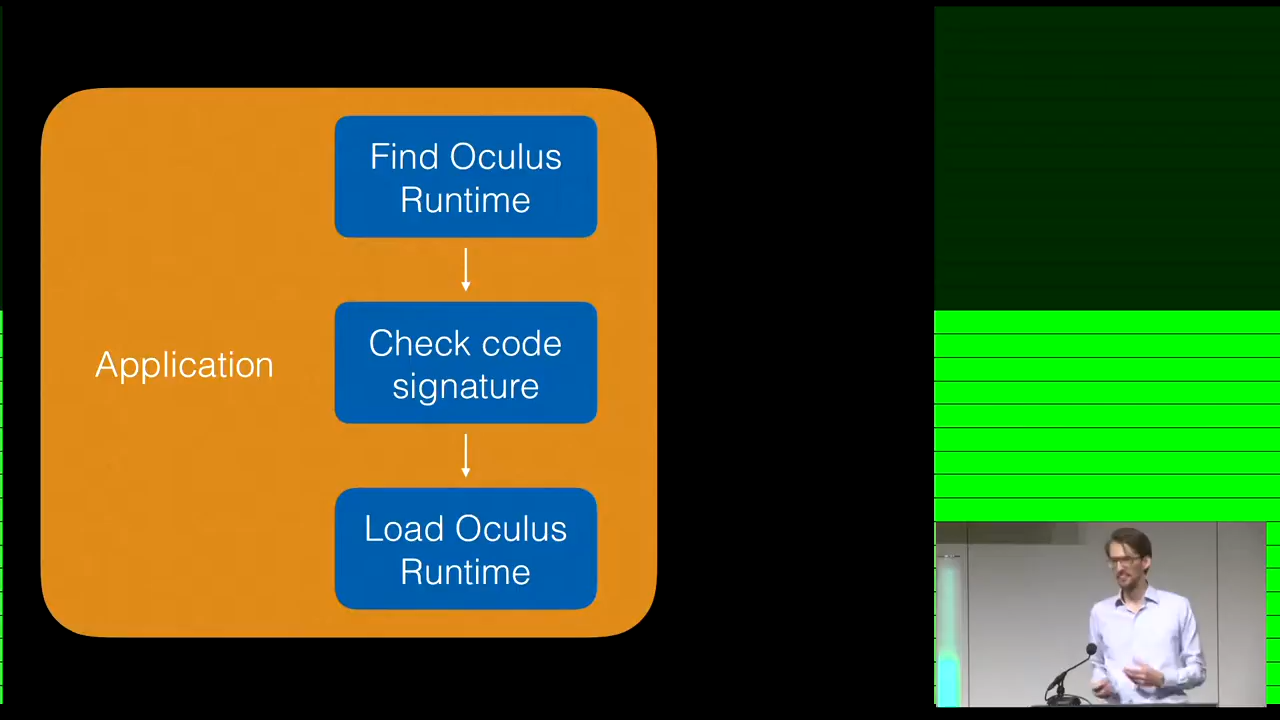 Find Oculus
Runtime
Check code
signature
Application
Load Oculus
Runtime